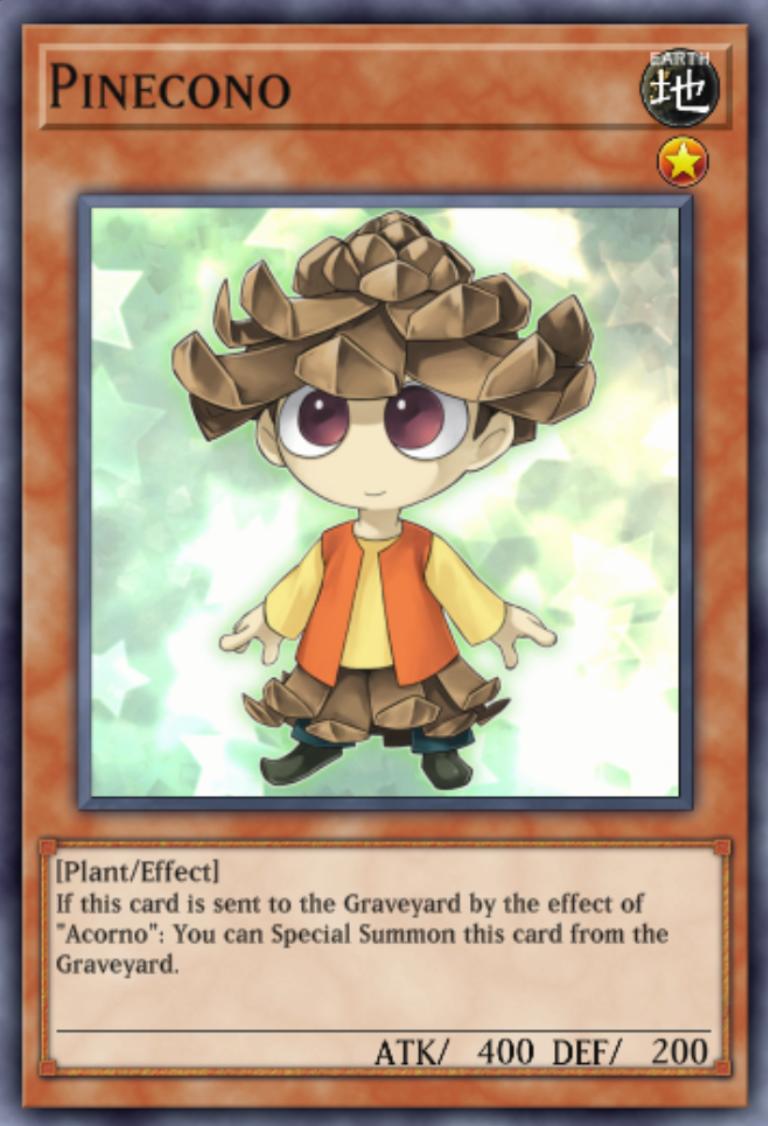 PINECONO
EARTH
地
[Plant/Effect]
If this card is sent to the Graveyard by the effect of
"Acorno": You can Special Summon this card from the
Graveyard.
ATK/ 400 DEF/ 200